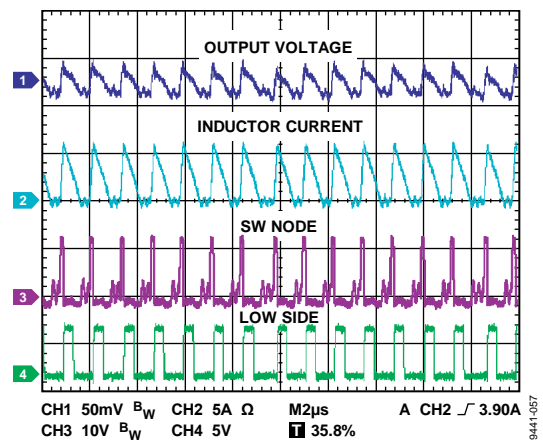 OUTPUT VOLTAGE
1
INDUCTOR CURRENT
2
SW NODE
3
LOW SIDE
4
CH1 50mV BW CH2 5A Ω M2µs A CH2 3.90A
CH3 10V BW CH4 5V T 35.8%
9441-057